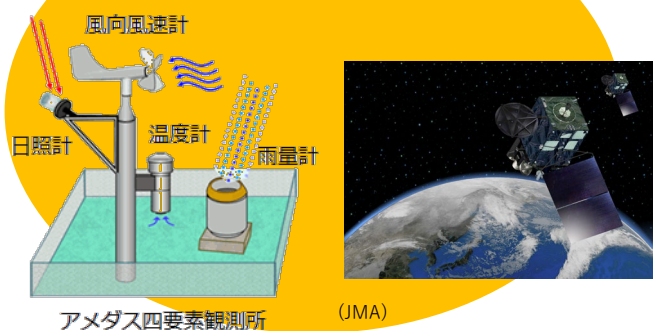 風向風速計
日照計
温度計
雨量計
アメダス四要素観測所
(JMA)